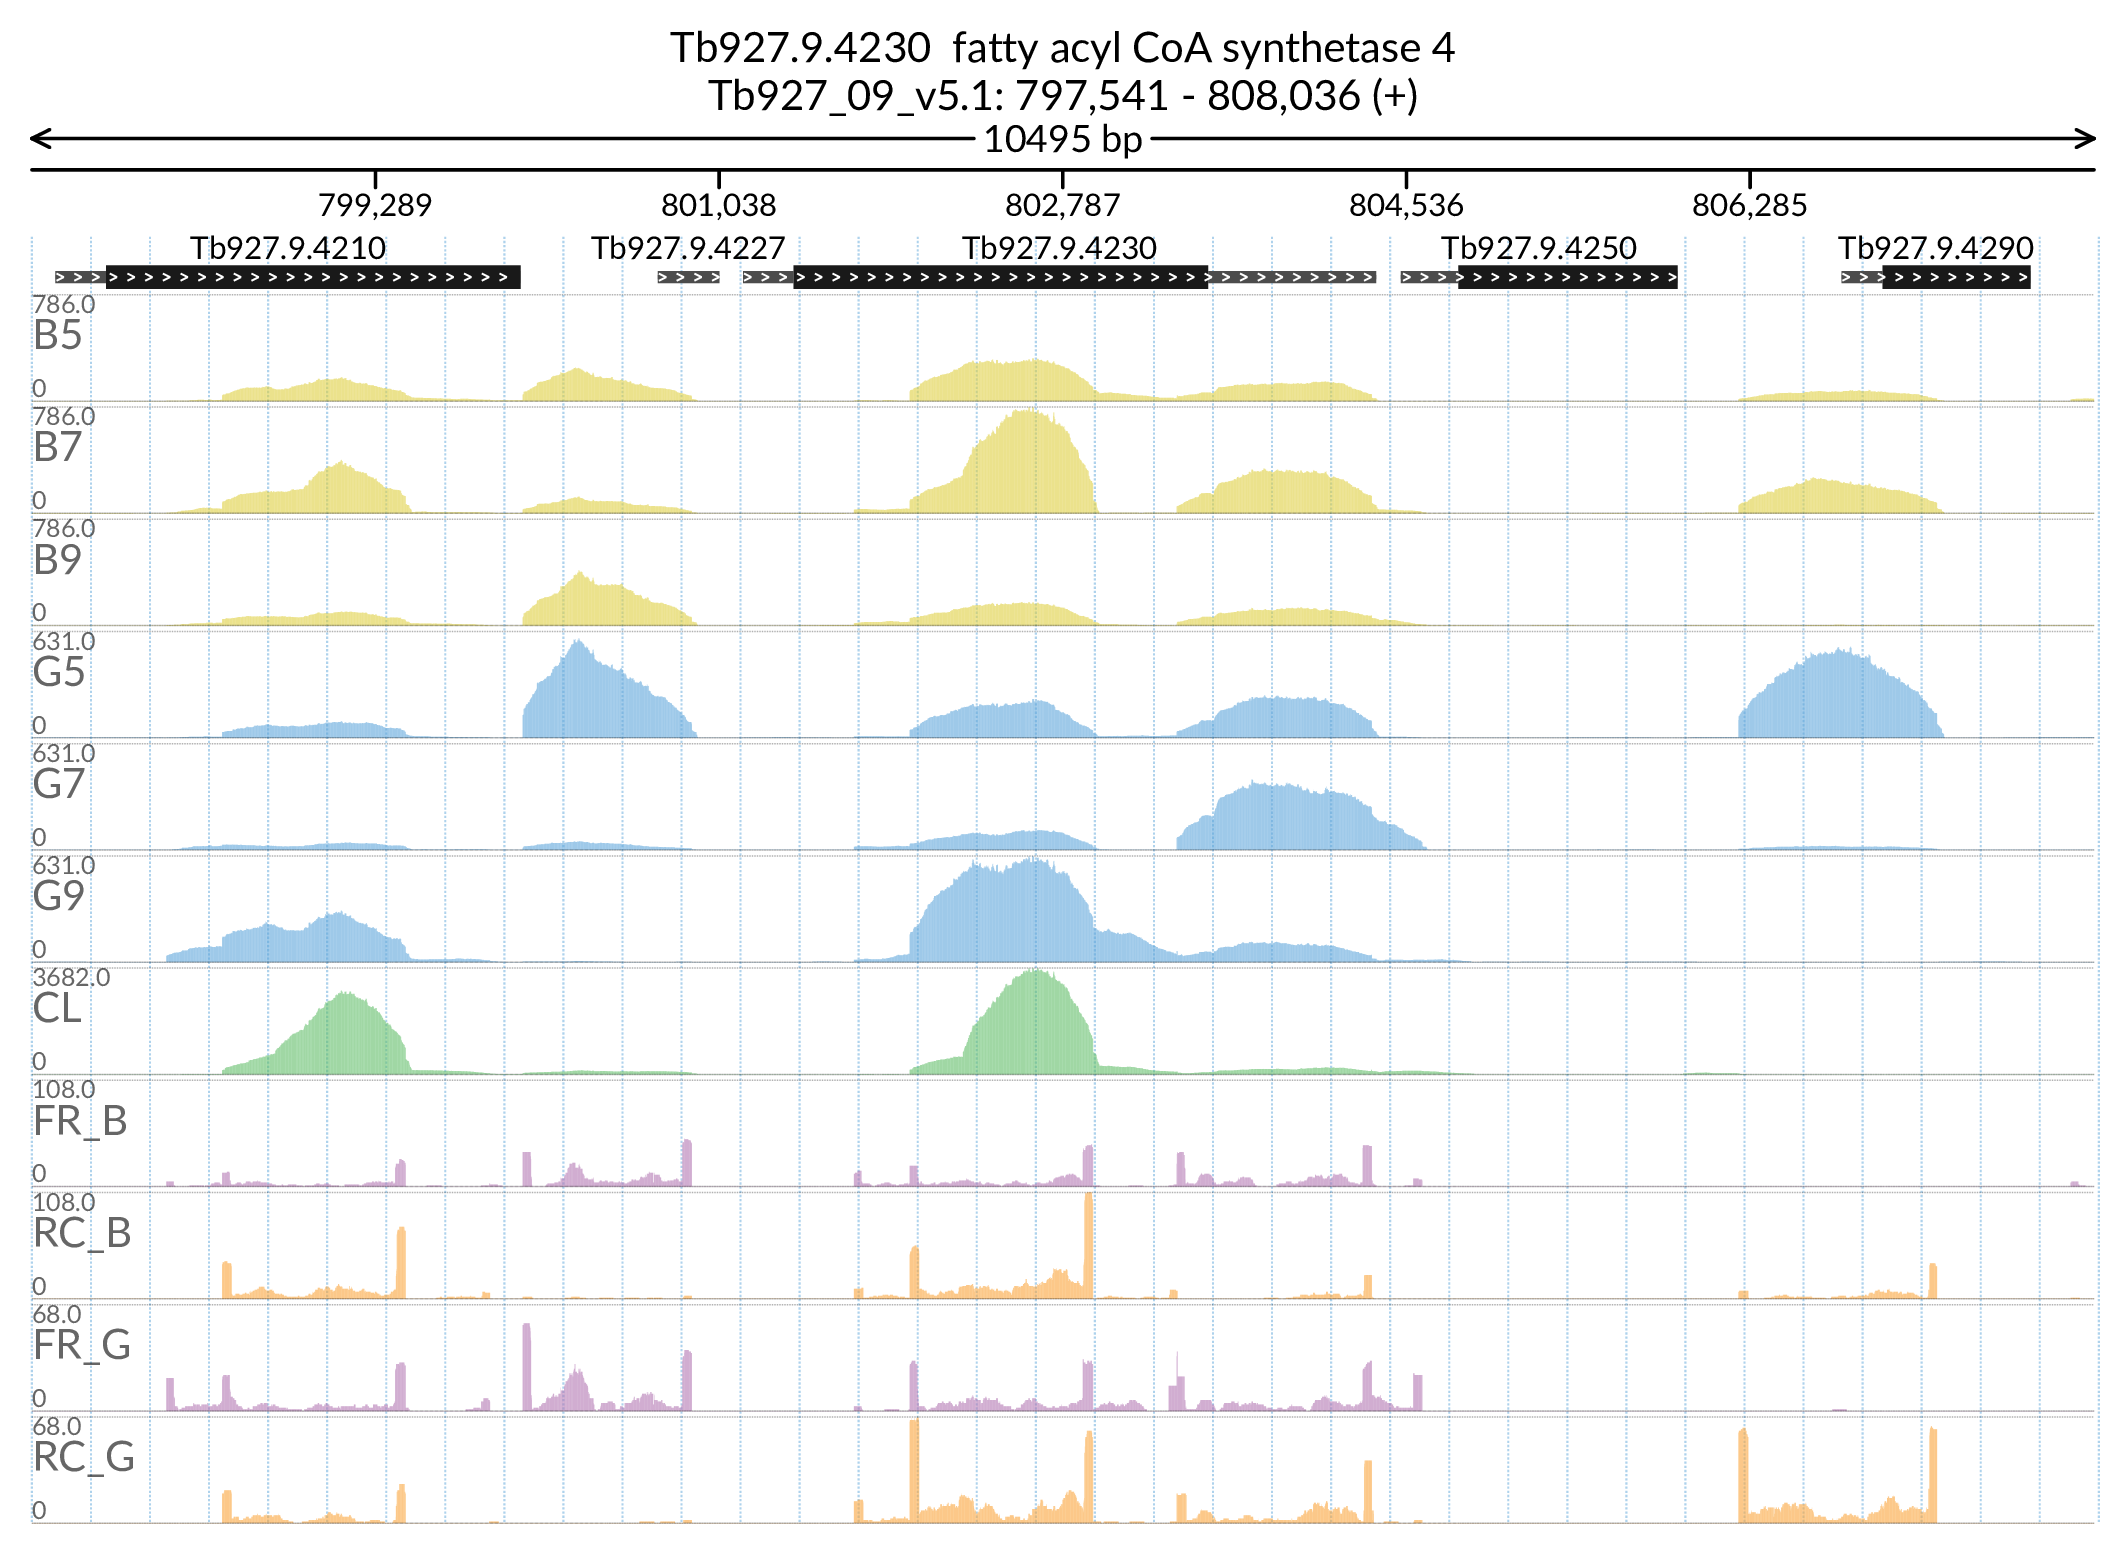 Tb927.9.4230  fatty acyl CoA synthetase 4
Tb927_09_v5.1: 797,541 - 808,036 (+)
10495 bp
799,289 801,038 802,787 804,536 806,285
Tb927.9.4210 Tb927.9.4227 Tb927.9.4230 Tb927.9.4250 Tb927.9.4290
786.0
B5
0
786.0
B7
0
786.0
B9
0
631.0
G5
0
631.0
G7
0
631.0
G9
0
3682.0
CL
0
108.0
FR_B
0
108.0
RC_B
0
68.0
FR_G
0
68.0
RC_G
0